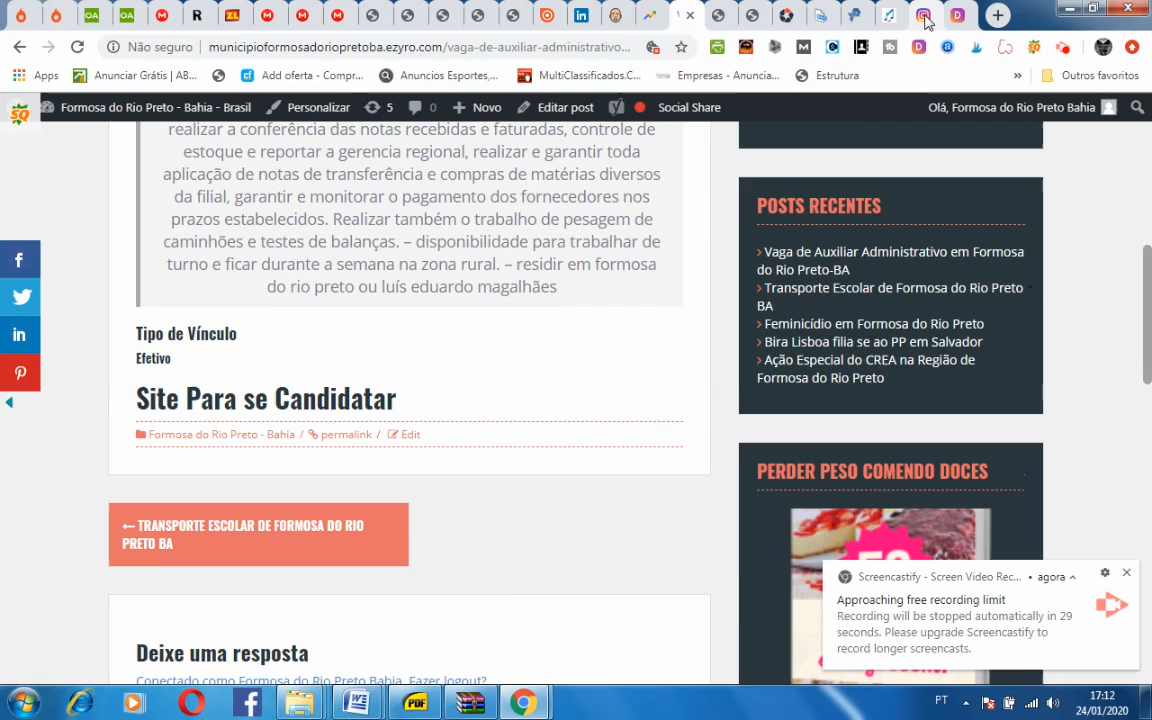 Não seguro
municipioformosadoriopretoba.ezyro.com/vaga-de-auxiliar-administrativo...
Apps
Anunciar Grátis | AB...
Add oferta - Compr...
Anuncios Esportes,...
MultiClassificados.C...
Empresas - Anuncia...
Estrutura
»
Outros favoritos
Formosa do Rio Preto - Bahia - Brasil
Personalizar
5
0
Novo
Editar post
Social Share
Olá, Formosa do Rio Preto Bahia
realizar a conferência das notas recebidas e faturadas, controle de
estoque e reportar a gerencia regional, realizar e garantir toda
aplicação de notas de transferência e compras de matérias diversos
da filial, garantir e monitorar o pagamento dos fornecedores nos
prazos estabelecidos. Realizar também o trabalho de pesagem de
caminhões e testes de balanças. – disponibilidade para trabalhar de
turno e ficar durante a semana na zona rural. – residir em formosa
do rio preto ou luís eduardo magalhães
Tipo de Vínculo
Efetivo
Site Para se Candidatar
Formosa do Rio Preto - Bahia / permalink / Edit
← TRANSPORTE ESCOLAR DE FORMOSA DO RIO
PRETO BA
Deixe uma resposta
Conectado como Formosa do Rio Preto Bahia. Fazer logout?
POSTS RECENTES
Vaga de Auxiliar Administrativo em Formosa
do Rio Preto-BA
Transporte Escolar de Formosa do Rio Preto
BA
Feminicídio em Formosa do Rio Preto
Bira Lisboa filia se ao PP em Salvador
Ação Especial do CREA na Região de
Formosa do Rio Preto
PERDER PESO COMENDO DOCES
Screencastify - Screen Video Rec... • agora
Approaching free recording limit
Recording will be stopped automatically in 29
seconds. Please upgrade Screencastify to
record longer screencasts.
PT
17:12
24/01/2020